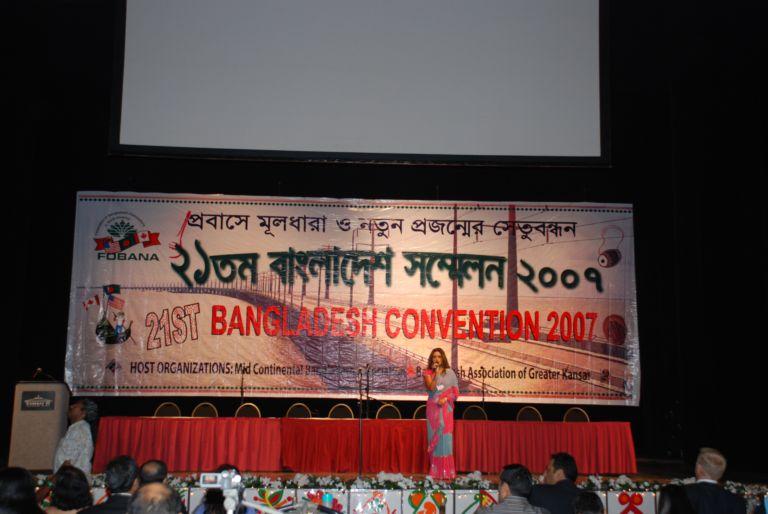 প্রবাসে মূলধারা ও নতুন প্রজন্মের সেতুবন্ধন
FOBANA
২১তম বাংলাদেশ সম্মেলন ২০০৭
21ST BANGLADESH CONVENTION 2007
HOST ORGANIZATIONS: Mid Continental Association of Greater Kansas